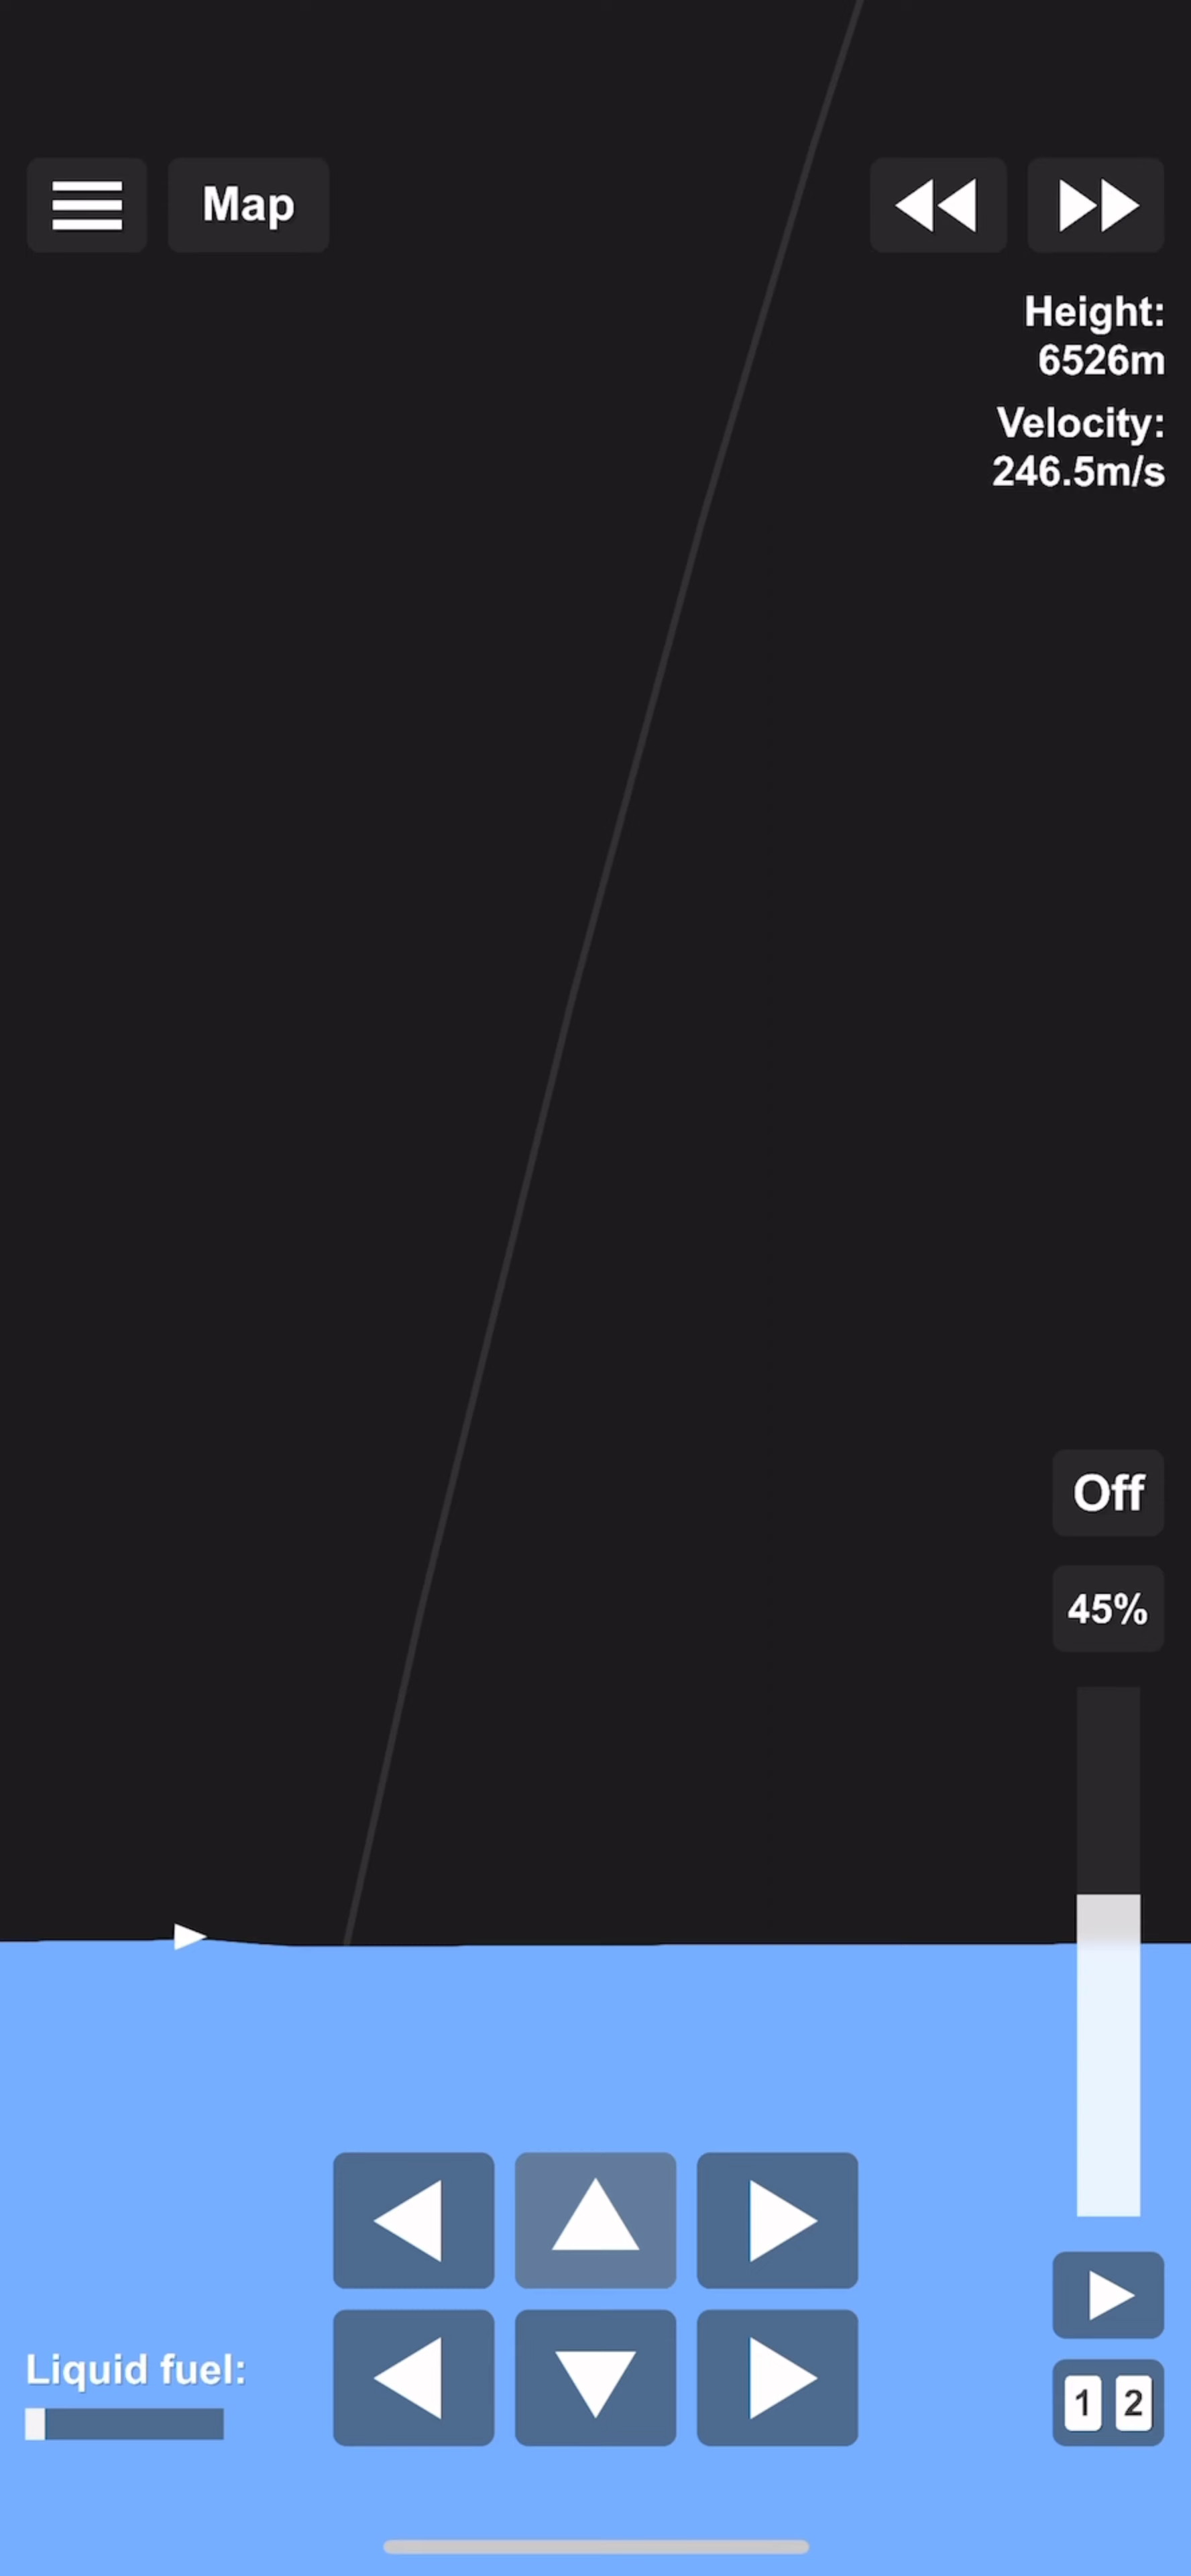 Map
Height:
6526m
Velocity:
246.5m/s
Off
45%
Liquid fuel:
1 2